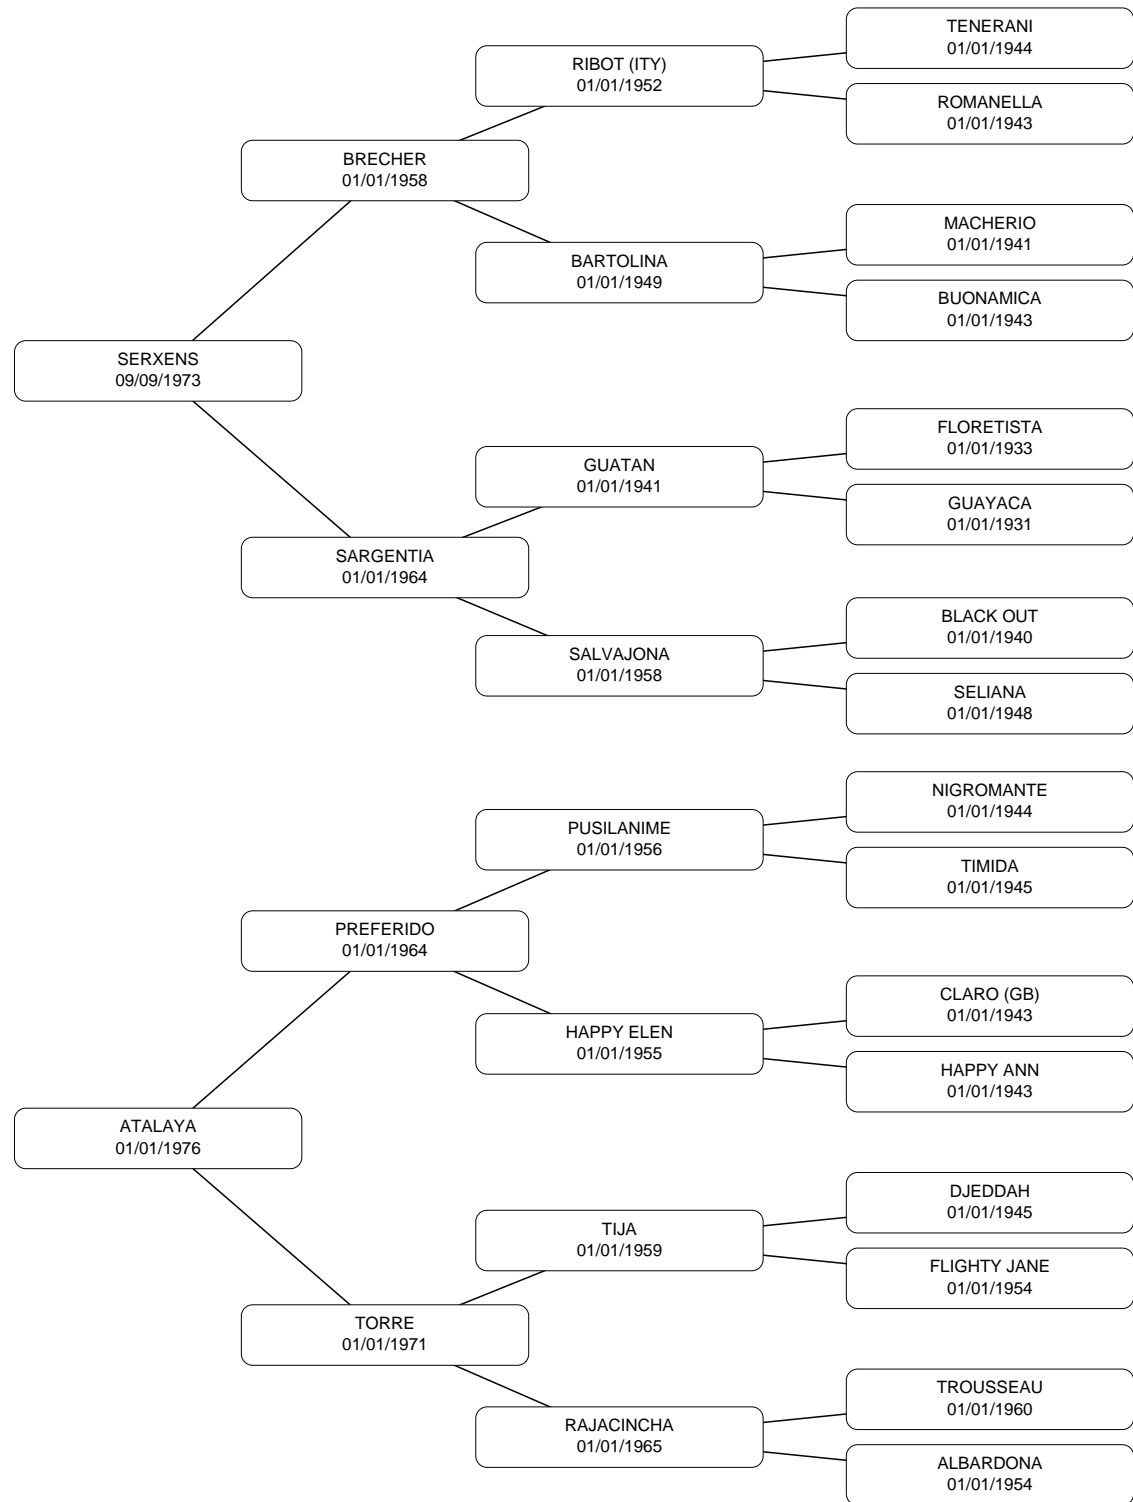 TENERANI
01/01/1944
RIBOT (ITY)
01/01/1952
ROMANELLA
01/01/1943
BRECHER
01/01/1958
MACHERIO
01/01/1941
BARTOLINA
01/01/1949
BUONAMICA
01/01/1943
SERXENS
09/09/1973
FLORETISTA
01/01/1933
GUATAN
01/01/1941
GUAYACA
01/01/1931
SARGENTIA
01/01/1964
BLACK OUT
01/01/1940
SALVAJONA
01/01/1958
SELIANA
01/01/1948
NIGROMANTE
01/01/1944
PUSILANIME
01/01/1956
TIMIDA
01/01/1945
PREFERIDO
01/01/1964
CLARO (GB)
01/01/1943
HAPPY ELEN
01/01/1955
HAPPY ANN
01/01/1943
ATALAYA
01/01/1976
DJEDDAH
01/01/1945
TIJA
01/01/1959
FLIGHTY JANE
01/01/1954
TORRE
01/01/1971
TROUSSEAU
01/01/1960
RAJACINCHA
01/01/1965
ALBARDONA
01/01/1954